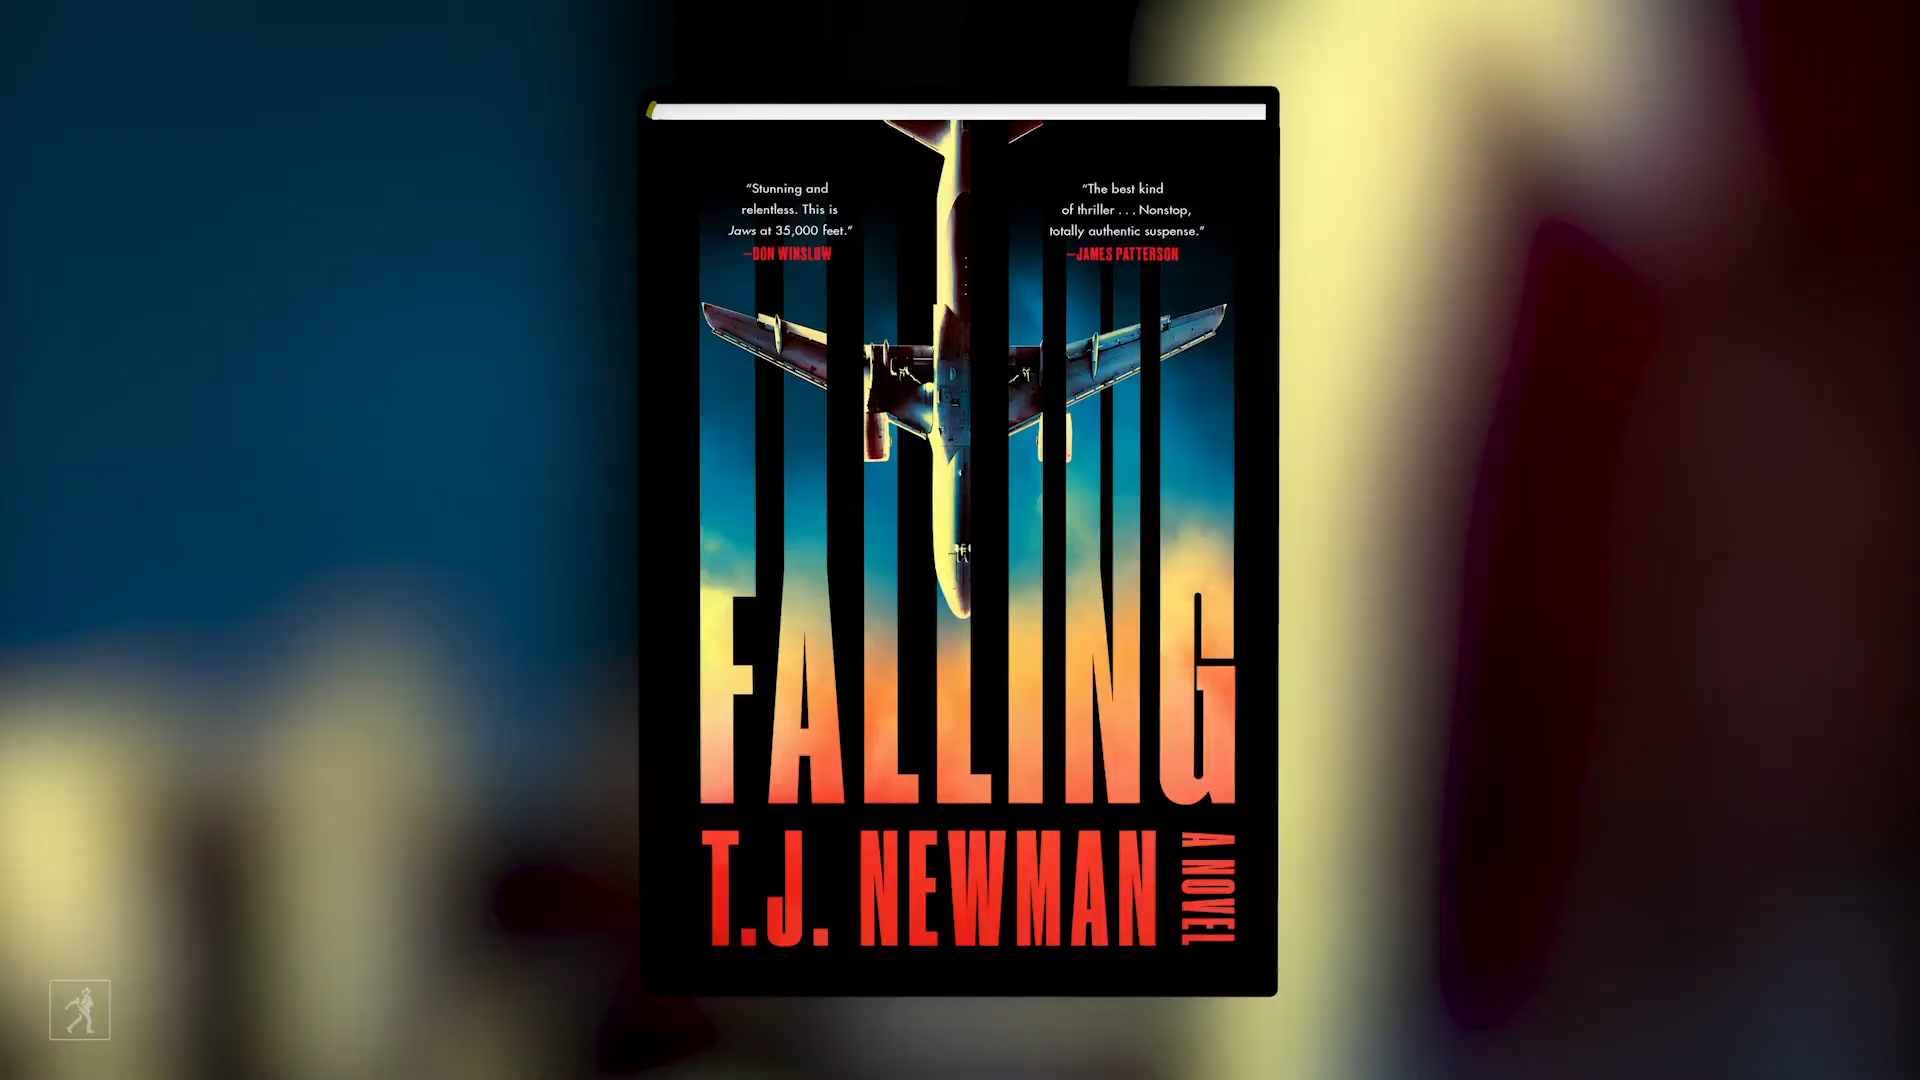 “Stunning and
relentless. This is
Jaws at 35,000 feet.”
—DON WINSLOW
“The best kind
of thriller . . . Nonstop,
totally authentic suspense.”
—JAMES PATTERSON
FALLING
T.J. NEWMAN
A NOVEL